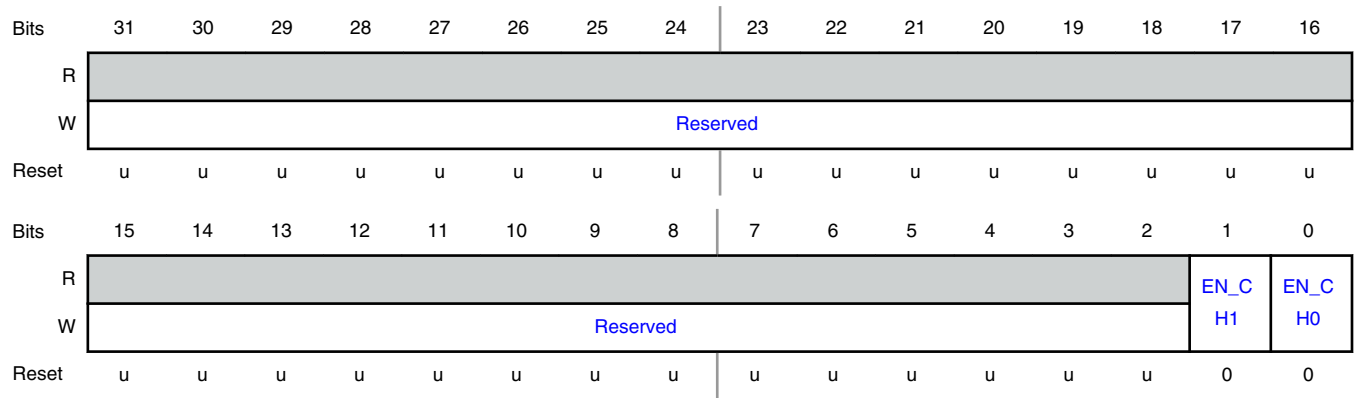 Bits 31 30 29 28 27 26 25 24 23 22 21 20 19 18 17 16
R
W Reserved
Reset u u u u u u u u u u u u u u u u
Bits 15 14 13 12 11 10 9 8 7 6 5 4 3 2 1 0
R EN_C EN_C
W Reserved H1 H0
Reset u u u u u u u u u u u u u u 0 0